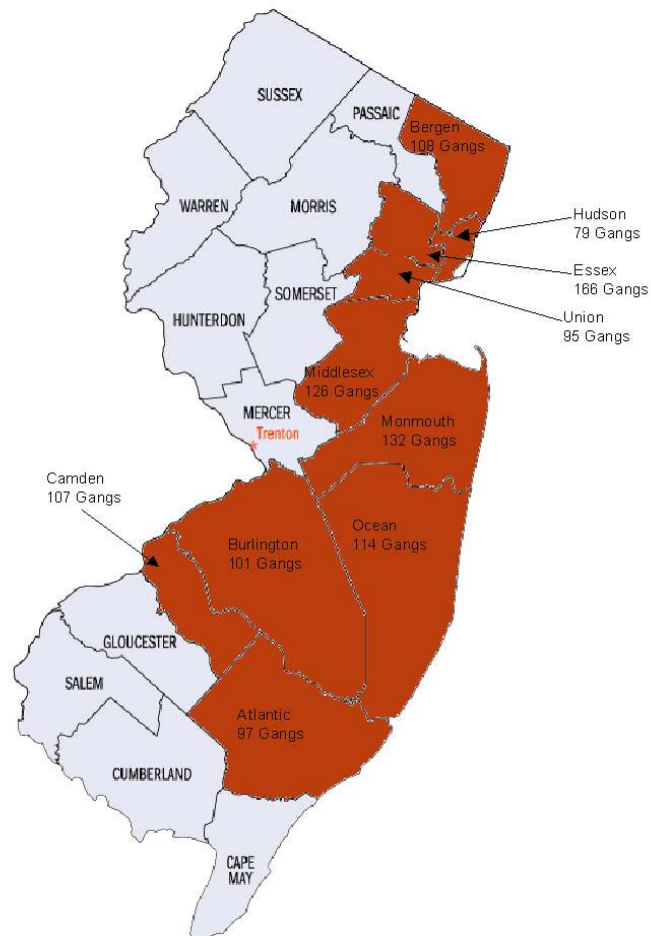 SUSSEX
PASSAIC
Bergen
108 Gangs
WARREN
MORRIS
Hudson
79 Gangs
Essex
166 Gangs
SOMERSET
Union
95 Gangs
HUNTERDON
Middlesex
126 Gangs
MERCER
Trenton
Monmouth
132 Gangs
Camden
107 Gangs
Ocean
114 Gangs
Burlington
101 Gangs
GLOUCESTER
SALEM
Atlantic
97 Gangs
CUMBERLAND
CAPE
MAY